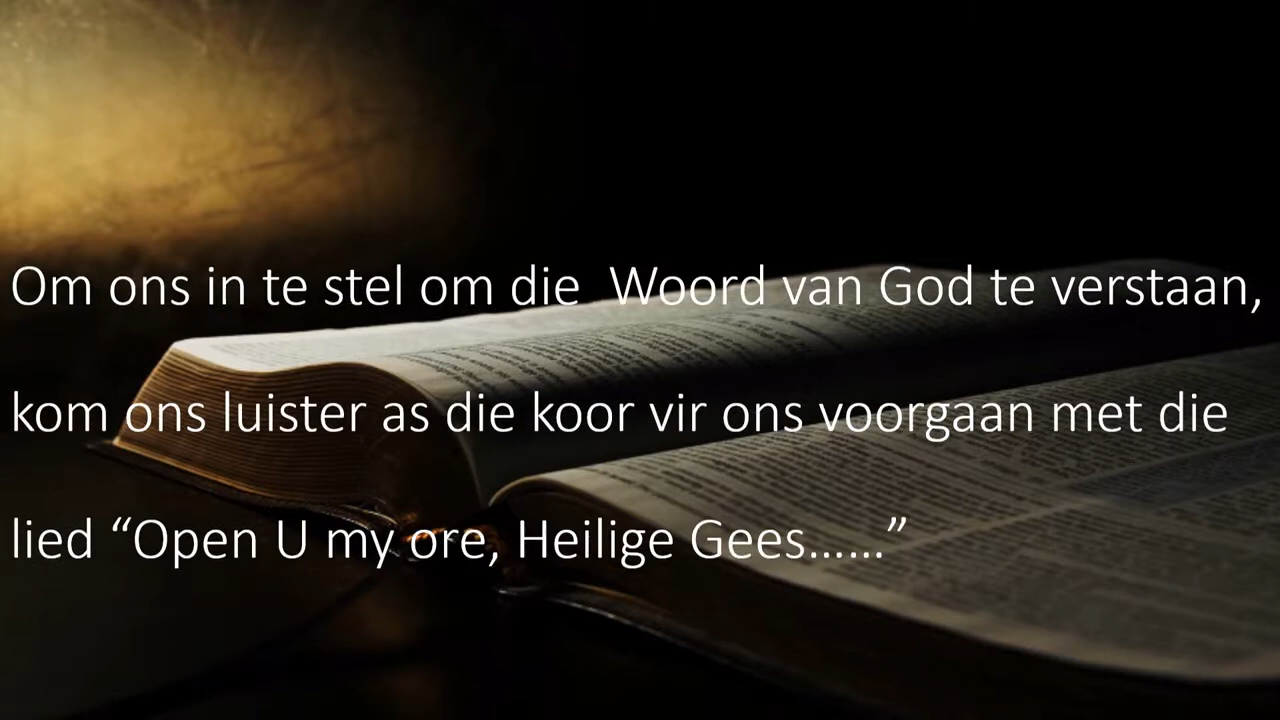 Om ons in te stel om die  Woord van God te verstaan,
kom ons luister as die koor vir ons voorgaan met die
lied “Open U my ore, Heilige Gees……”